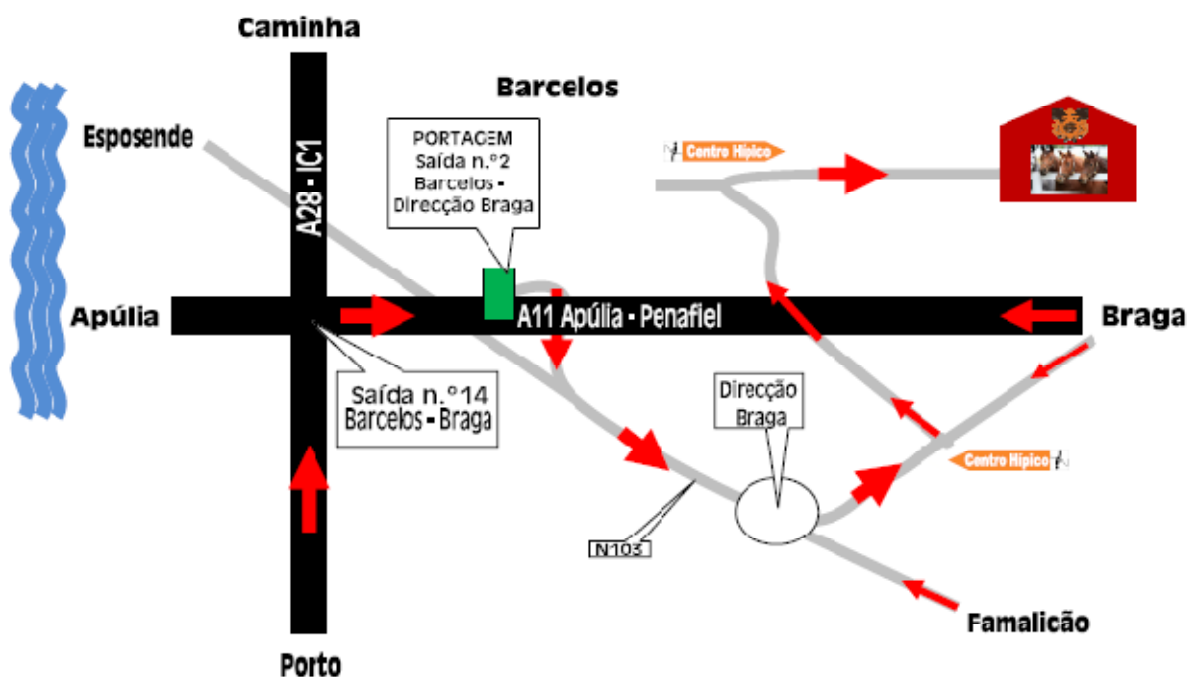 Caminha
Barcelos
Esposende
A28 - IC1
PORTAGEM
Saída n.º2
Barcelos -
Direcção Braga
Centro Hípico
Apúlia
A11 Apúlia - Penafiel
Braga
Saída n.º14
Barcelos - Braga
Direcção
Braga
Centro Hípico
N103
Famalicão
Porto